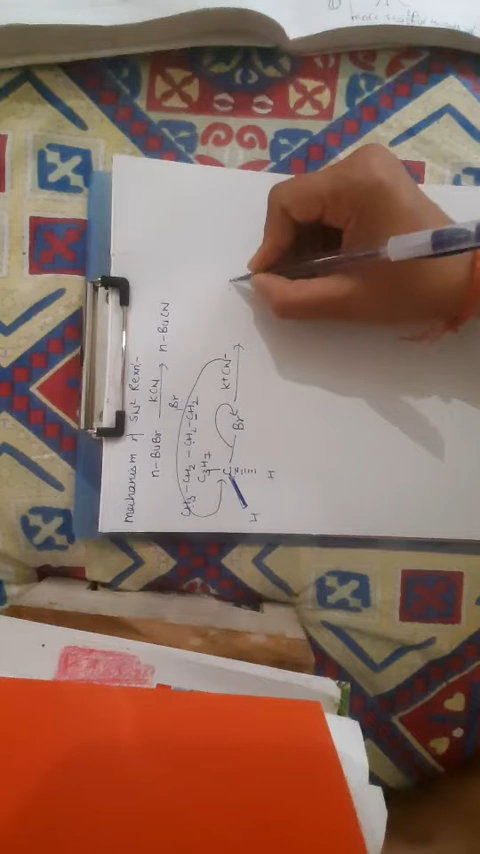 Mechanism of SN2 Rexn:-
n-BuBr KCN → n-BuCN
Br
CH3-CH2-CH2-CH2
C3H7
C Br K+CN- →
H
H